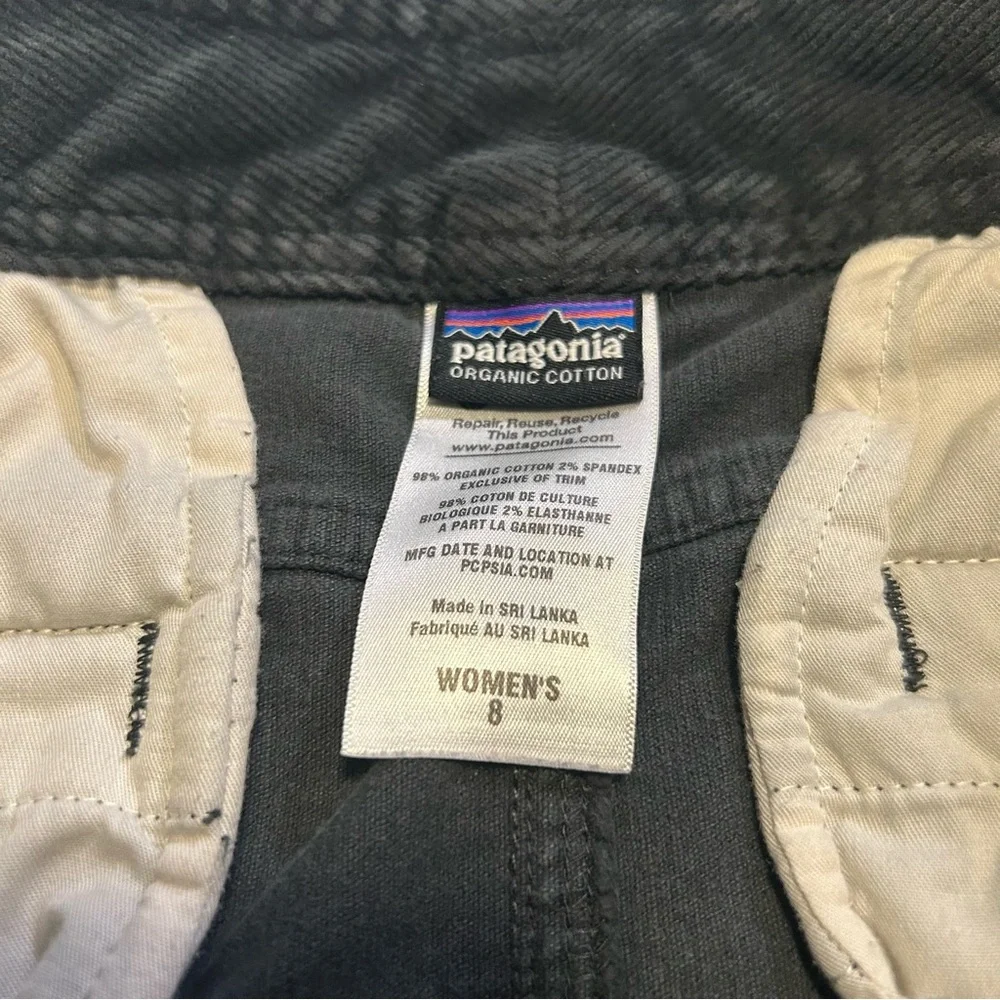 patagonia®
ORGANIC COTTON
Repair, Reuse, Recycle
This Product
www.patagonia.com
98% ORGANIC COTTON 2% SPANDEX
EXCLUSIVE OF TRIM
98% COTON DE CULTURE
BIOLOGIQUE 2% ELASTHANNE
A PART LA GARNITURE
MFG DATE AND LOCATION AT
PCPSIA.COM
Made in SRI LANKA
Fabriqué AU SRI LANKA
WOMEN'S
8